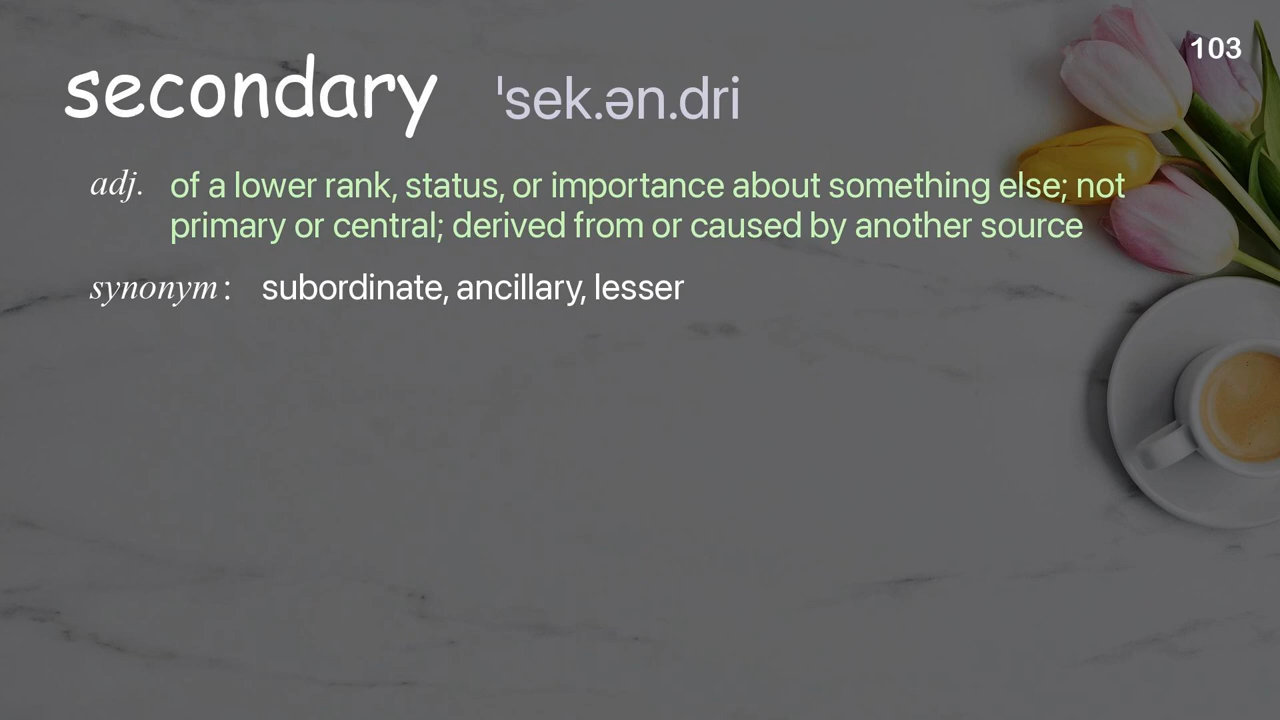 103
secondary ˈsek.ən.dri
adj. of a lower rank, status, or importance about something else; not
primary or central; derived from or caused by another source
synonym: subordinate, ancillary, lesser